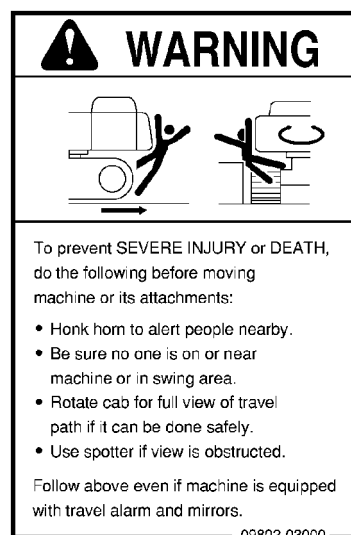 WARNING
To prevent SEVERE INJURY or DEATH,
do the following before moving
machine or its attachments:
• Honk horn to alert people nearby.
• Be sure no one is on or near
machine or in swing area.
• Rotate cab for full view of travel
path if it can be done safely.
• Use spotter if view is obstructed.
Follow above even if machine is equipped
with travel alarm and mirrors.
09802-03000